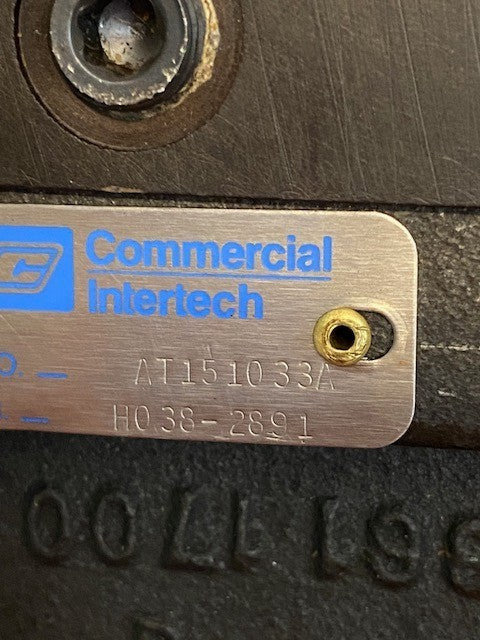 C Commercial
Intertech
O. AT151033A
H038-2891